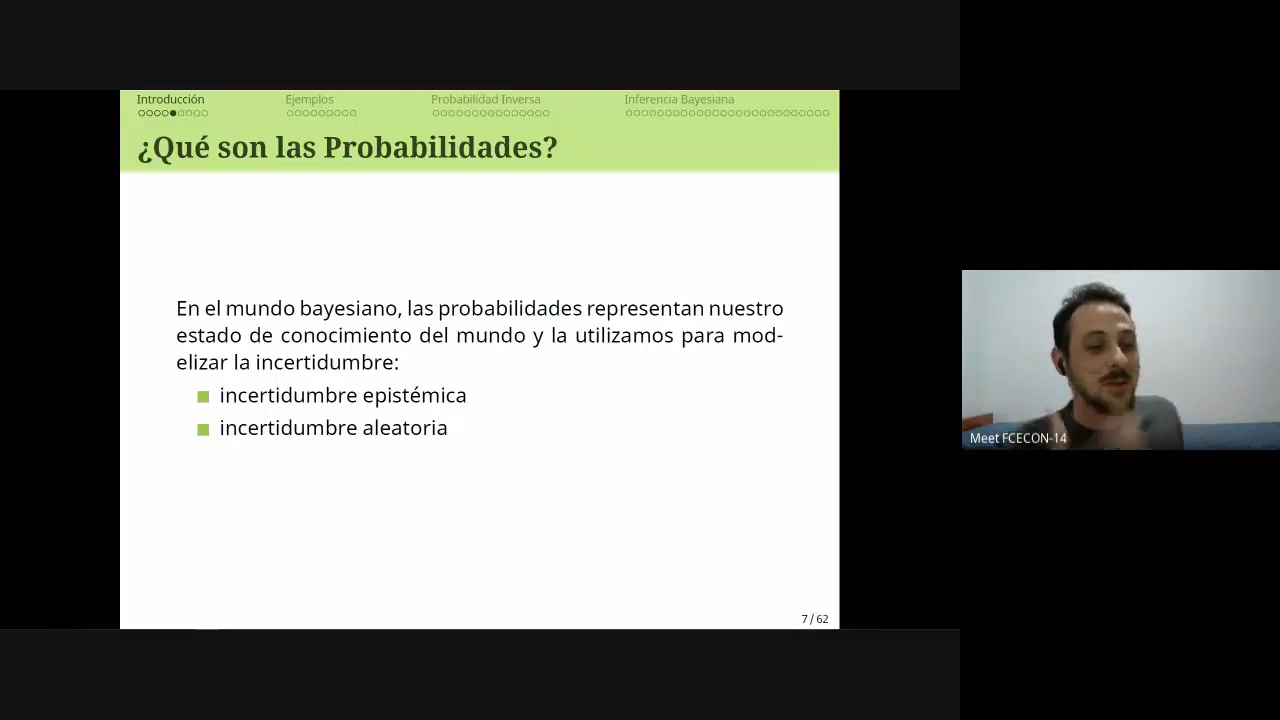 Introducción Ejemplos Probabilidad Inversa Inferencia Bayesiana
¿Qué son las Probabilidades?
En el mundo bayesiano, las probabilidades representan nuestro
estado de conocimiento del mundo y la utilizamos para mod-
elizar la incertidumbre:
incertidumbre epistémica
incertidumbre aleatoria
7 / 62
Meet FCECON-14